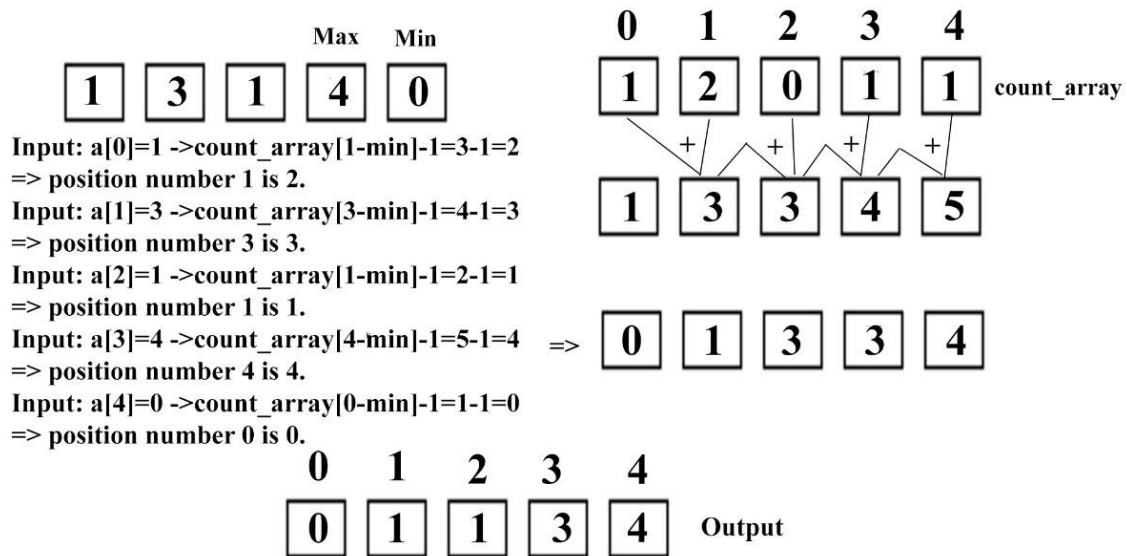 Max Min
1 3 1 4 0
Input: a[0]=1 ->count_array[1-min]-1=3-1=2
=> position number 1 is 2.
Input: a[1]=3 ->count_array[3-min]-1=4-1=3
=> position number 3 is 3.
Input: a[2]=1 ->count_array[1-min]-1=2-1=1
=> position number 1 is 1.
Input: a[3]=4 ->count_array[4-min]-1=5-1=4
=> position number 4 is 4.
Input: a[4]=0 ->count_array[0-min]-1=1-1=0
=> position number 0 is 0.
0 1 2 3 4
1 2 0 1 1 count_array
+ + + +
1 3 3 4 5
=> 0 1 3 3 4
0 1 2 3 4
0 1 1 3 4 Output